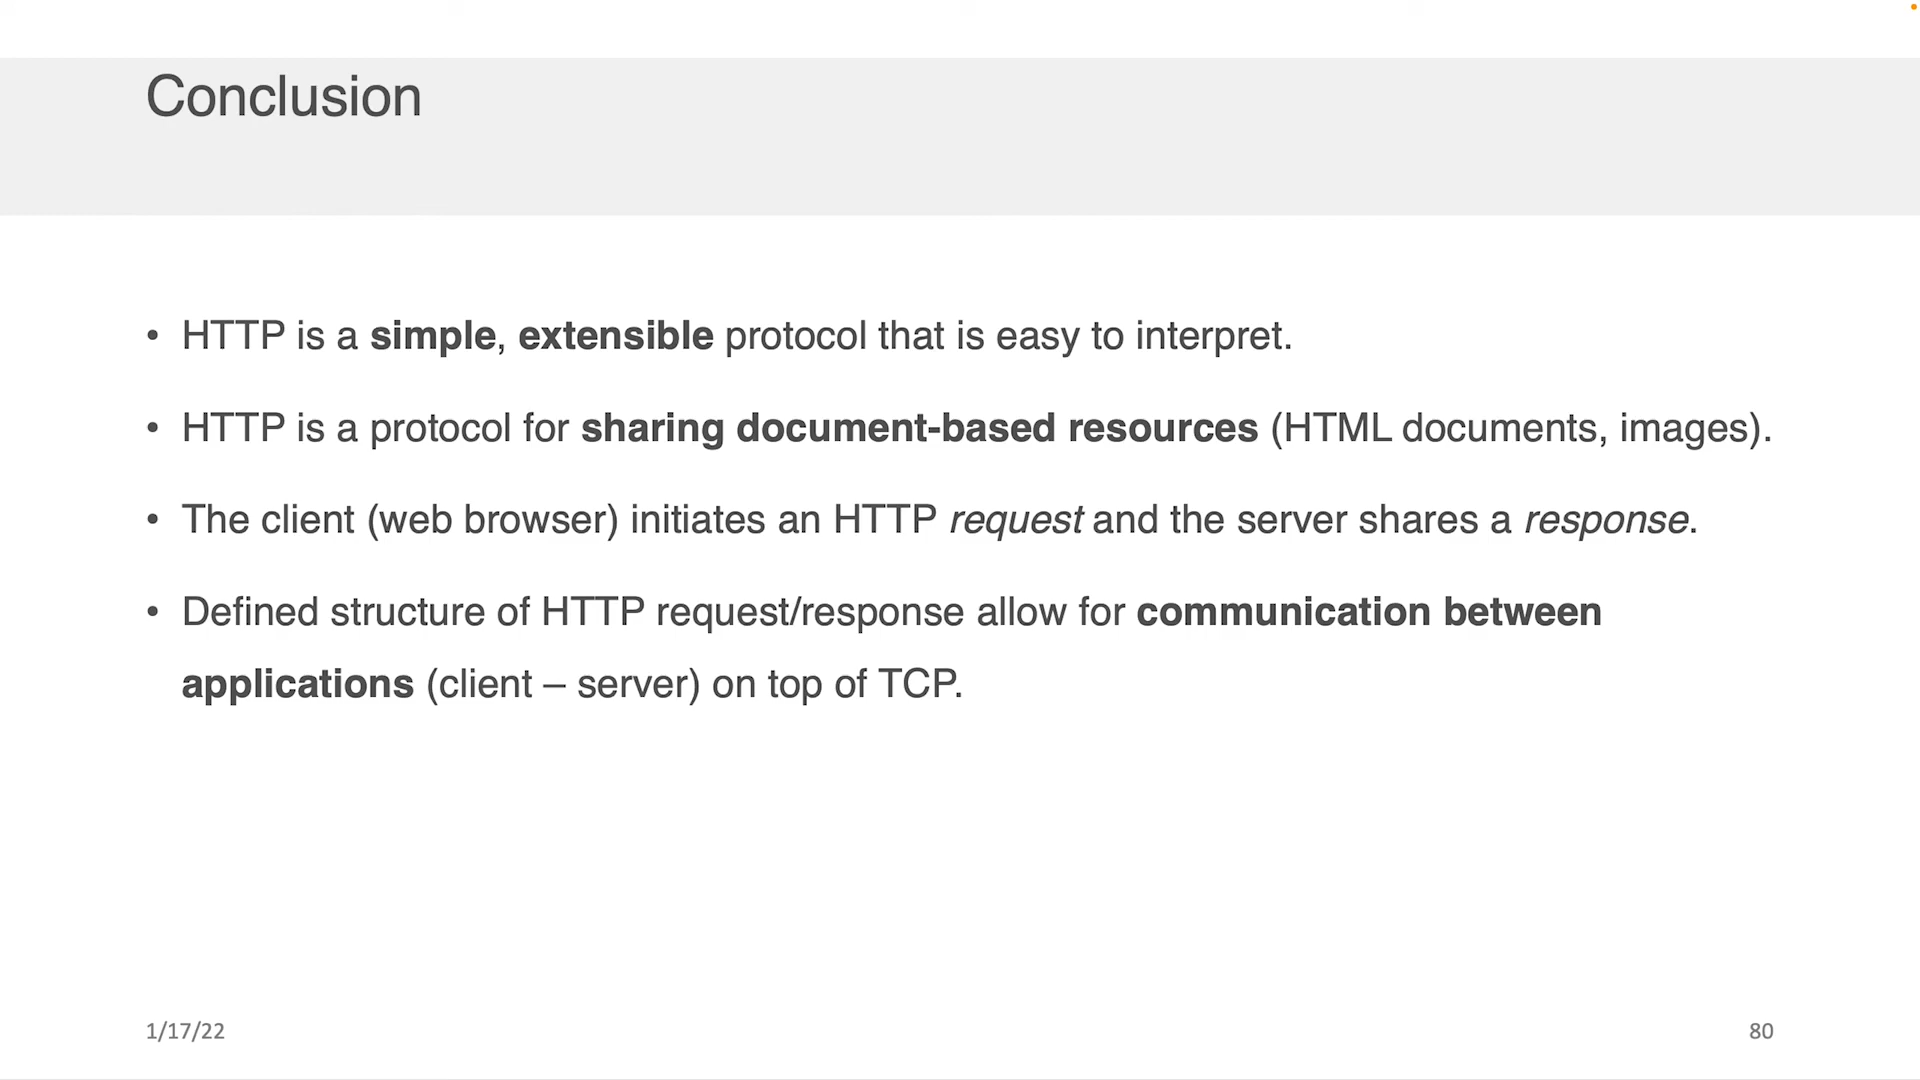 Conclusion
• HTTP is a simple, extensible protocol that is easy to interpret.
• HTTP is a protocol for sharing document-based resources (HTML documents, images).
• The client (web browser) initiates an HTTP request and the server shares a response.
• Defined structure of HTTP request/response allow for communication between
applications (client – server) on top of TCP.
1/17/22
80